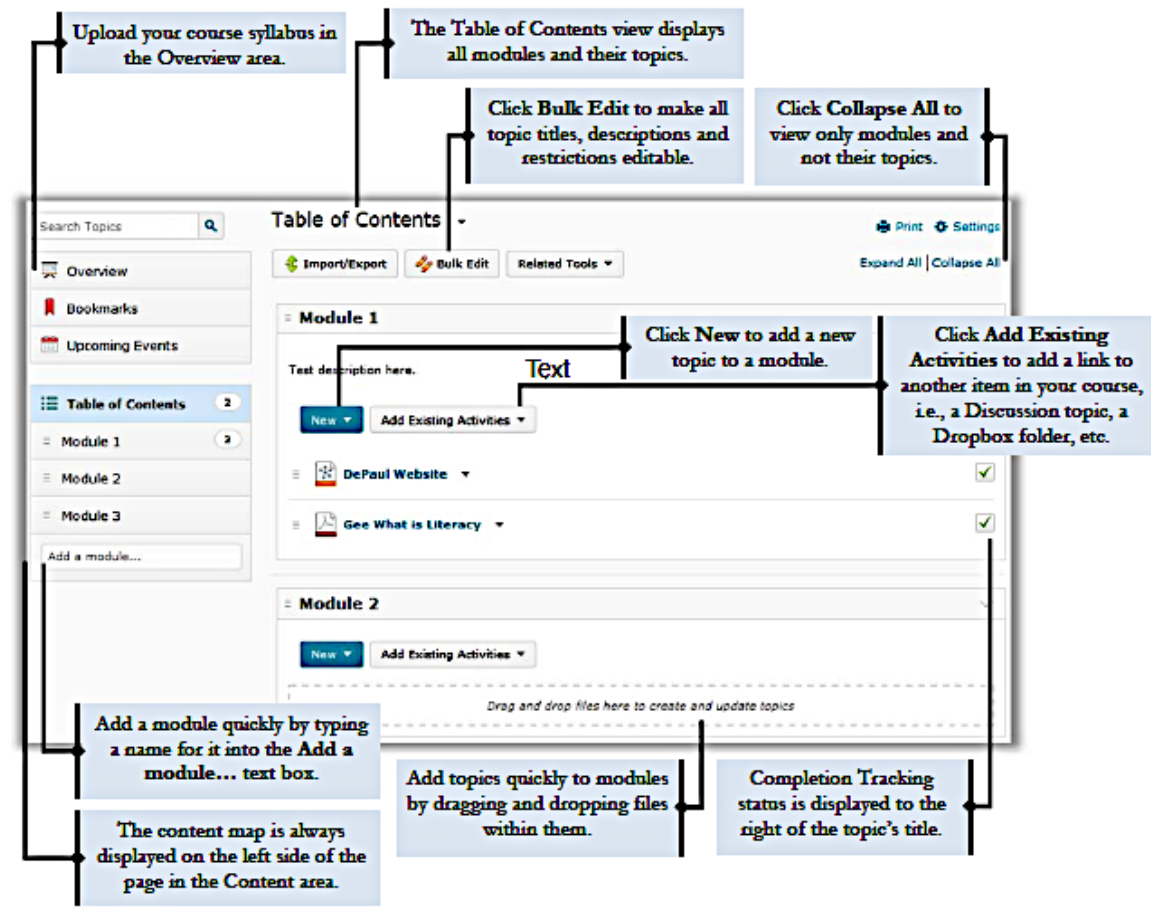 Upload your course syllabus in
the Overview area.
The Table of Contents view displays
all modules and their topics.
Click Bulk Edit to make all
topic titles, descriptions and
restrictions editable.
Click Collapse All to
view only modules and
not their topics.
Search Topics
Table of Contents
Print Settings
Overview
Import/Export Bulk Edit Related Tools
Expand All | Collapse All
Bookmarks
Upcoming Events
Module 1
Click New to add a new
topic to a module.
Click Add Existing
Activities to add a link to
another item in your course,
i.e., a Discussion topic, a
Dropbox folder, etc.
Text description here.
Text
Table of Contents 2
New Add Existing Activities
Module 1 2
Module 2
DePaul Website
Module 3
Gee What is Literacy
Add a module...
Module 2
New Add Existing Activities
Drag and drop files here to create and update topics
Add a module quickly by typing
a name for it into the Add a
module… text box.
Add topics quickly to modules
by dragging and dropping files
within them.
Completion Tracking
status is displayed to the
right of the topic's title.
The content map is always
displayed on the left side of the
page in the Content area.